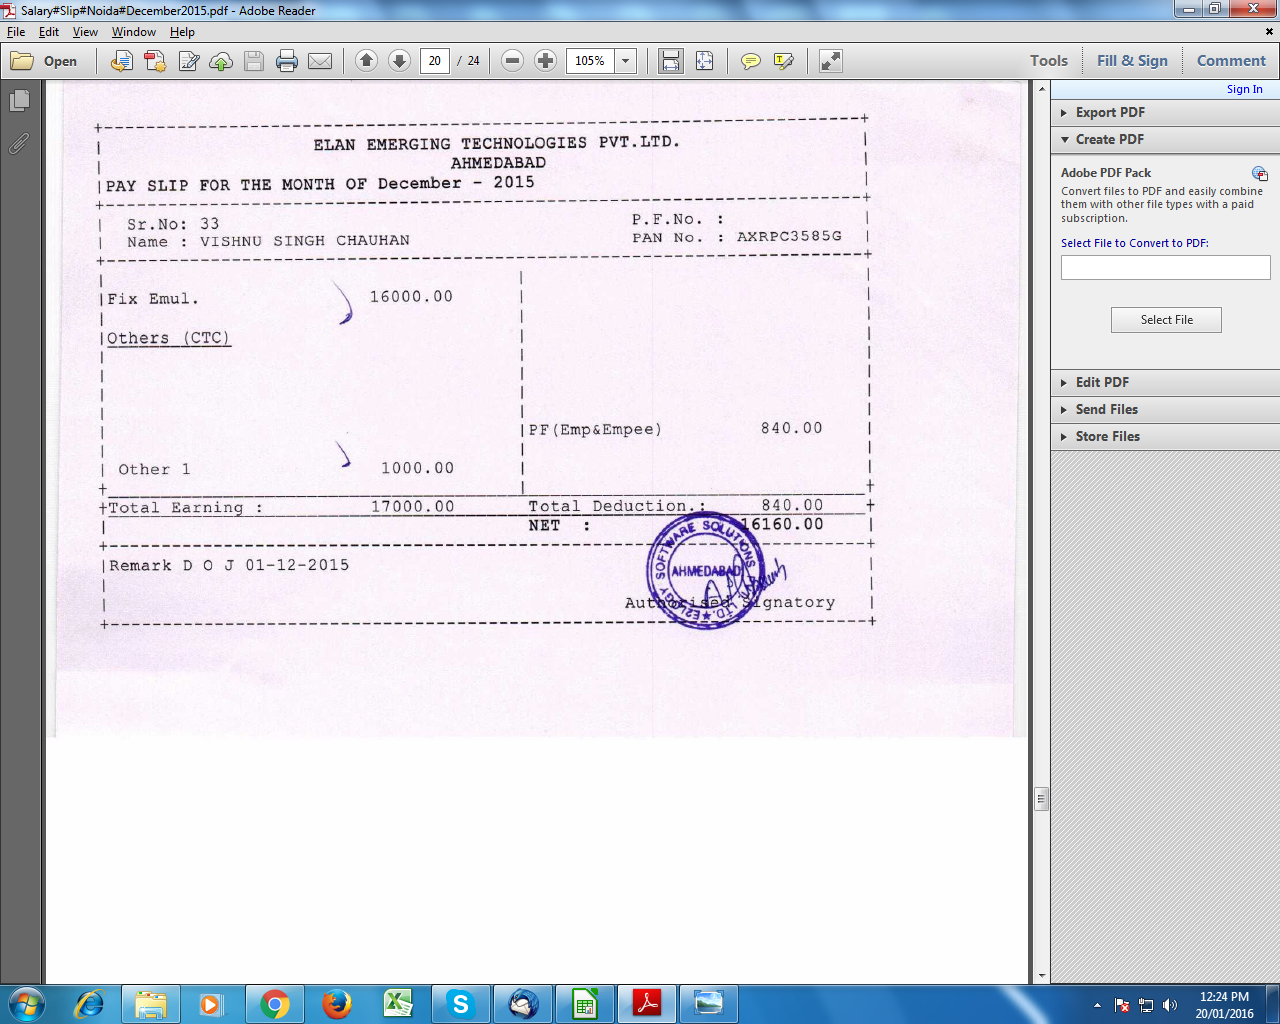 Salary#Slip#Noida#December2015.pdf - Adobe Reader
File Edit View Window Help
Open 20 / 24 105% Tools Fill & Sign Comment
Sign In
Export PDF
Create PDF
Adobe PDF Pack
Convert files to PDF and easily combine
them with other file types with a paid
subscription.
Select File to Convert to PDF:
Select File
Edit PDF
Send Files
Store Files
ELAN EMERGING TECHNOLOGIES PVT.LTD.
AHMEDABAD
PAY SLIP FOR THE MONTH OF December - 2015
Sr.No: 33 P.F.No. :
Name : VISHNU SINGH CHAUHAN PAN No. : AXRPC3585G
Fix Emul. 16000.00
Others (CTC)
PF(Emp&Empee) 840.00
Other 1 1000.00
Total Earning : 17000.00 Total Deduction.: 840.00
NET : 16160.00
Remark D O J 01-12-2015
E2LOGY SOFTWARE SOLUTIONS PVT. LTD.
AHMEDABAD
Authorised Signatory
12:24 PM
20/01/2016